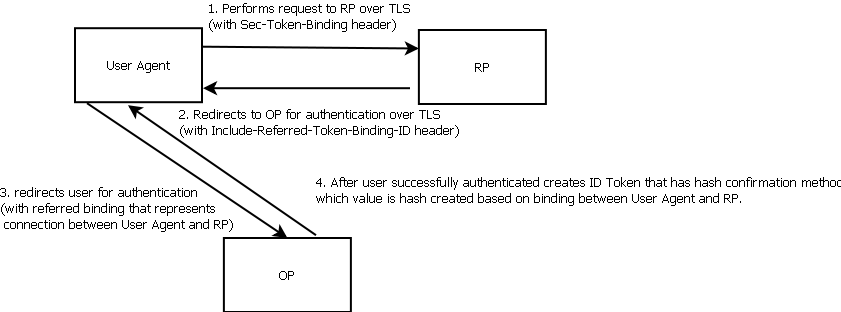 1. Performs request to RP over TLS
(with Sec-Token-Binding header)
User Agent
RP
2. Redirects to OP for authentication over TLS
(with Include-Referred-Token-Binding-ID header)
3. redirects user for authentication
(with referred binding that represents
connection between User Agent and RP)
4. After user successfully authenticated creates ID Token that has hash confirmation method
which value is hash created based on binding between User Agent and RP.
OP